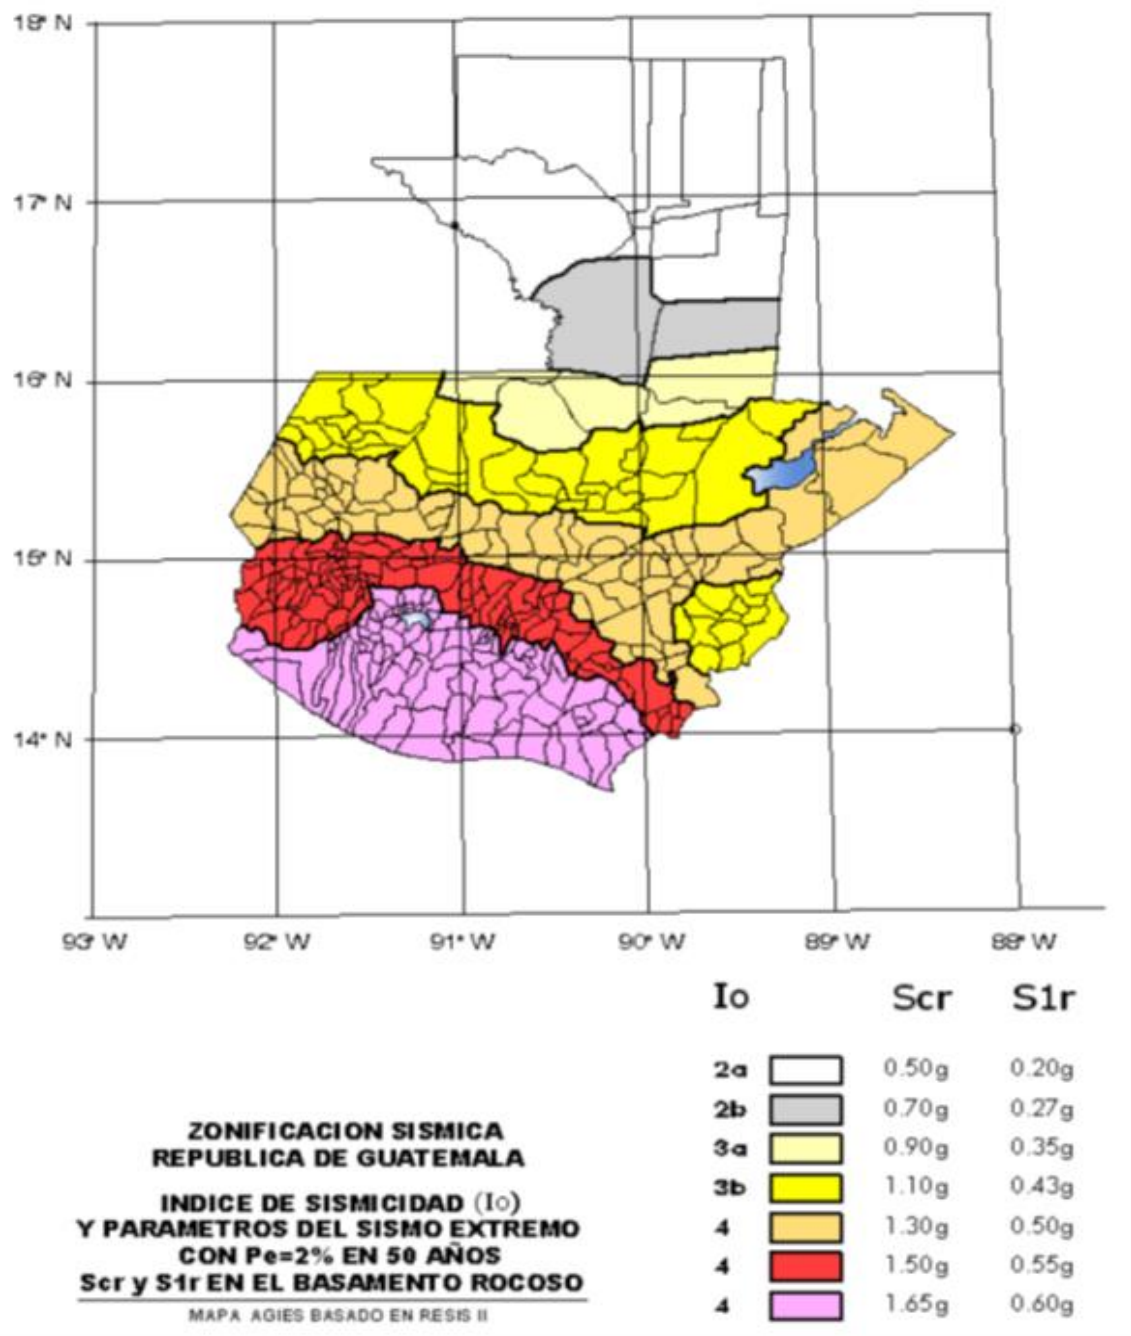 18° N
17° N
16° N
15° N
14° N
93° W 92° W 91° W 90° W 89° W 88° W
Io Scr S1r
2a 0.50g 0.20g
2b 0.70g 0.27g
3a 0.90g 0.35g
3b 1.10g 0.43g
4 1.30g 0.50g
4 1.50g 0.55g
4 1.65g 0.60g
ZONIFICACION SISMICA
REPUBLICA DE GUATEMALA
INDICE DE SISMICIDAD (Io)
Y PARAMETROS DEL SISMO EXTREMO
CON Pe=2% EN 50 AÑOS
Scr y S1r EN EL BASAMENTO ROCOSO
MAPA AGIES BASADO EN RESIS II